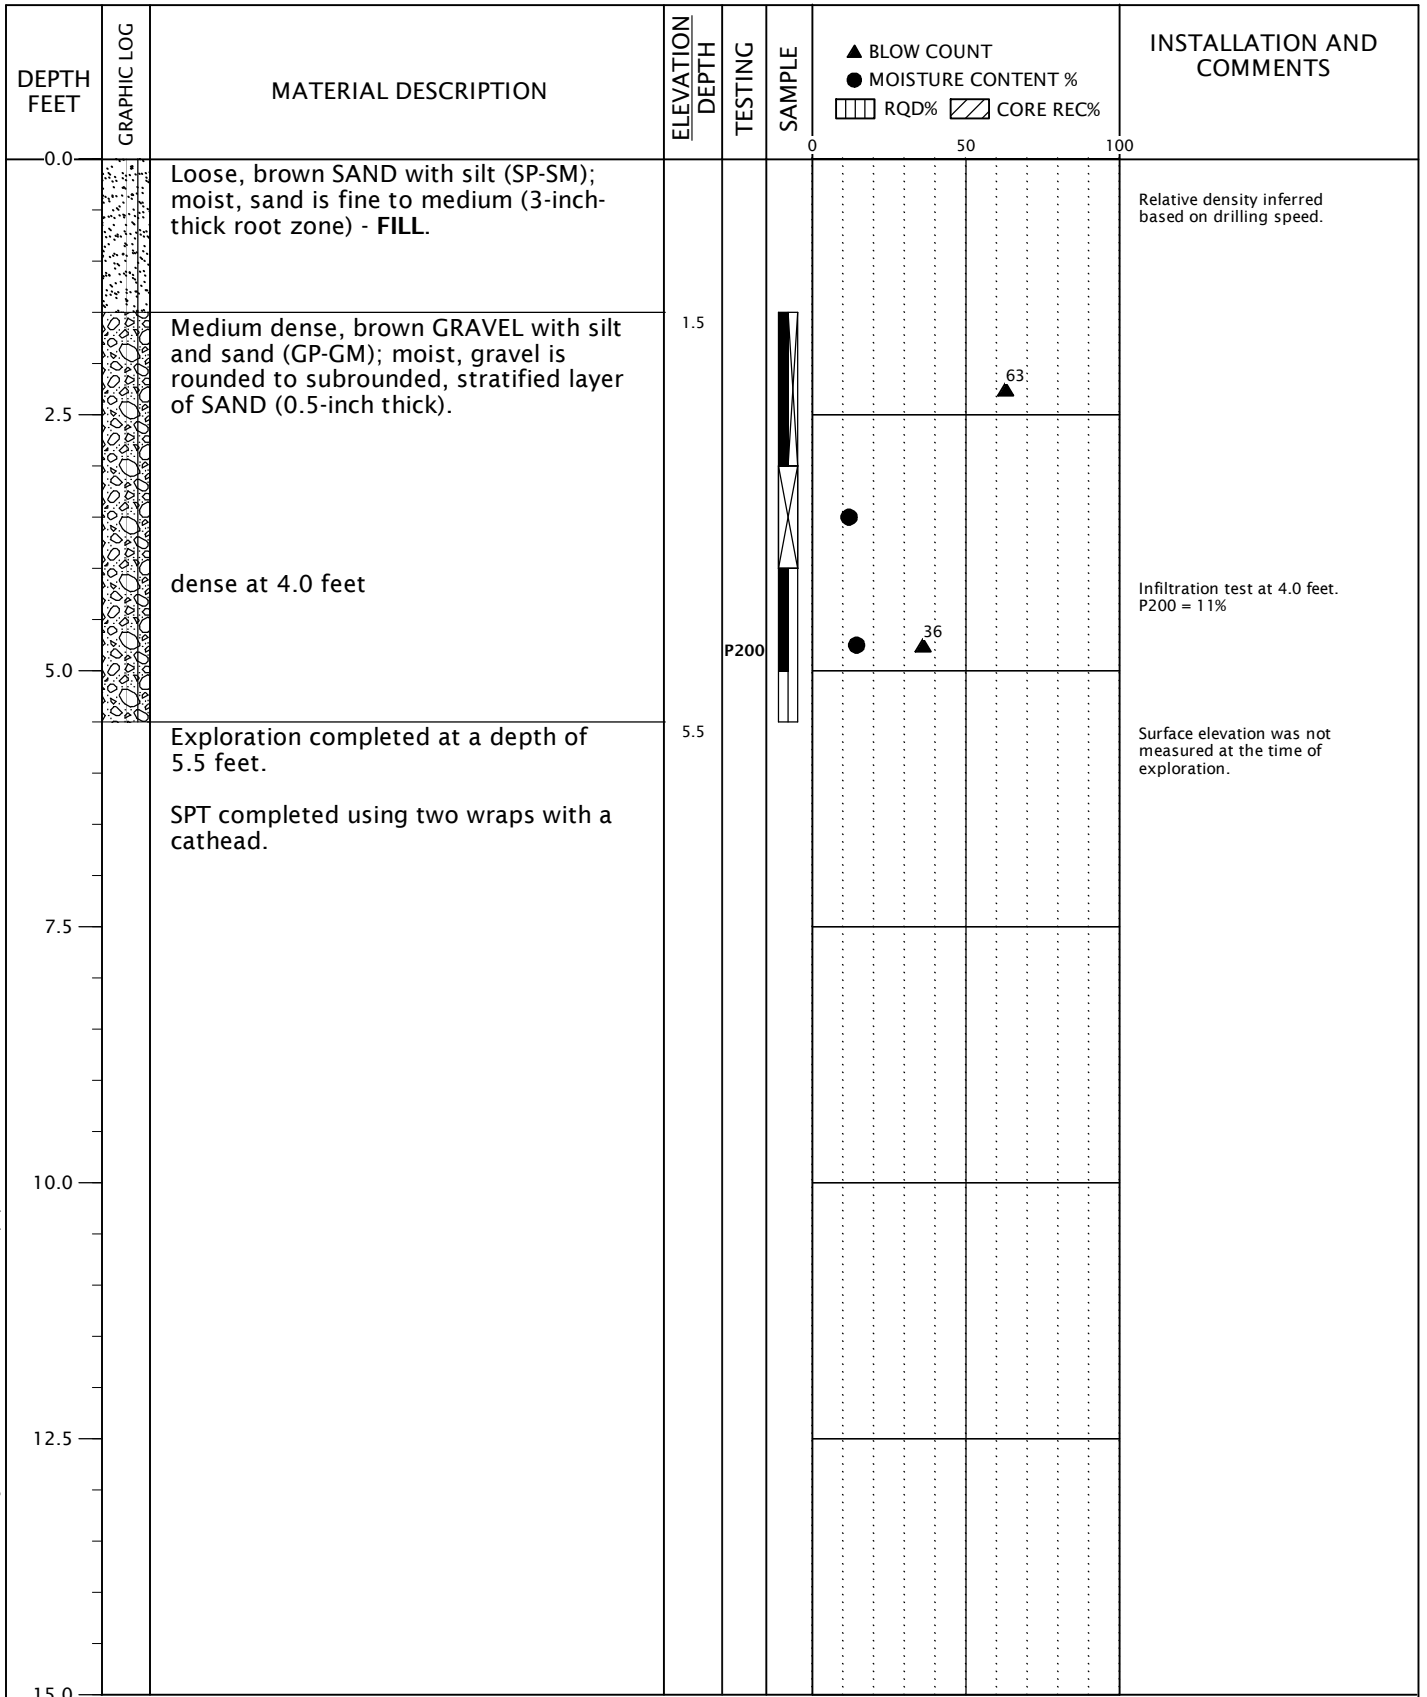 DEPTH
FEET
GRAPHIC LOG
MATERIAL DESCRIPTION
ELEVATION
DEPTH
TESTING
SAMPLE
▲ BLOW COUNT
● MOISTURE CONTENT %
RQD% CORE REC%
0 50 100
INSTALLATION AND
COMMENTS
0.0
Loose, brown SAND with silt (SP-SM);
moist, sand is fine to medium (3-inch-
thick root zone) - FILL.
Relative density inferred
based on drilling speed.
1.5
Medium dense, brown GRAVEL with silt
and sand (GP-GM); moist, gravel is
rounded to subrounded, stratified layer
of SAND (0.5-inch thick).
63
2.5
dense at 4.0 feet
Infiltration test at 4.0 feet.
P200 = 11%
36
P200
5.0
5.5
Exploration completed at a depth of
5.5 feet.
Surface elevation was not
measured at the time of
exploration.
SPT completed using two wraps with a
cathead.
7.5
10.0
12.5
15.0